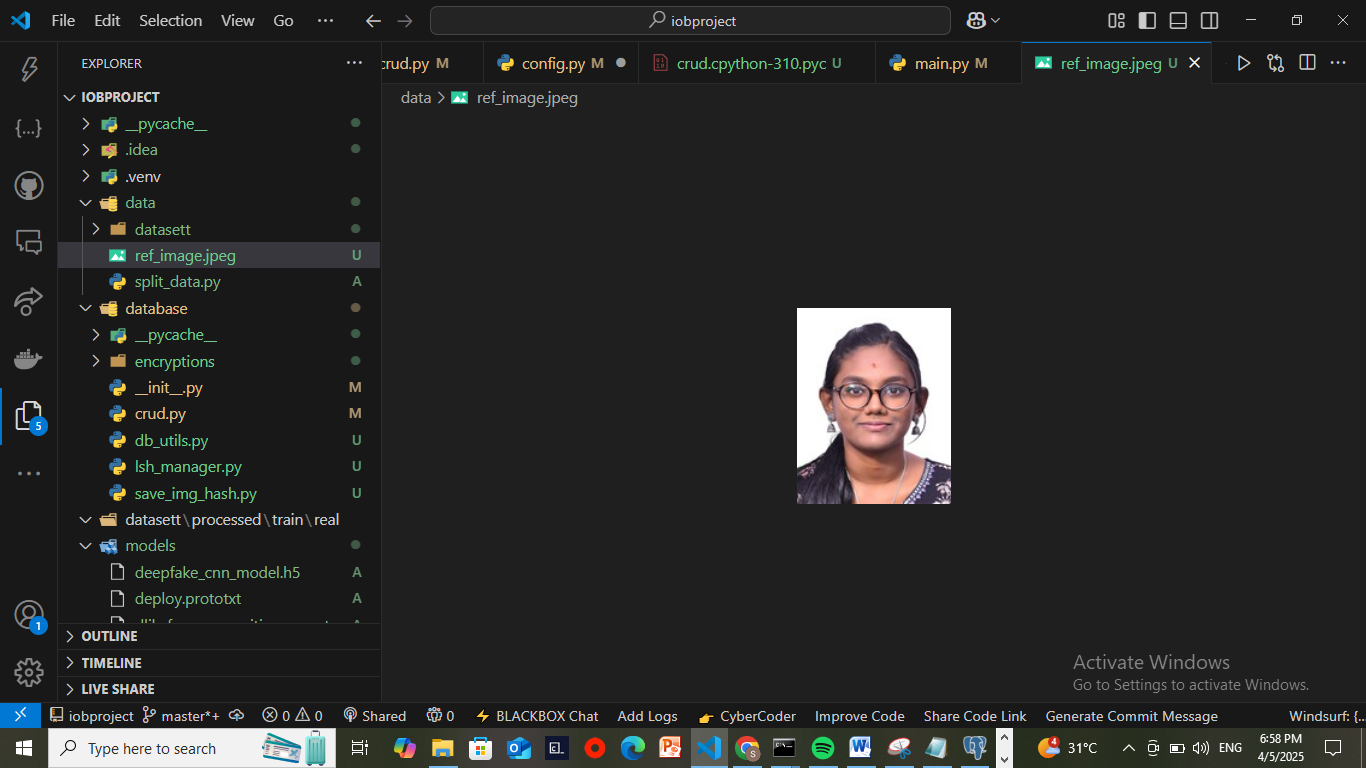 File Edit Selection View Go ··· iobproject
EXPLORER ···
crud.py M config.py M crud.cpython-310.pyc U main.py M ref_image.jpeg U
data > ref_image.jpeg
IOBPROJECT
__pycache__
.idea
.venv
data
datasett
ref_image.jpeg U
split_data.py A
database
__pycache__
encryptions
__init__.py M
crud.py M
db_utils.py U
lsh_manager.py U
save_img_hash.py U
datasett\processed\train\real
models
deepfake_cnn_model.h5 A
deploy.prototxt A
OUTLINE
TIMELINE
LIVE SHARE
5
1
Activate Windows
Go to Settings to activate Windows.
iobproject master*+ 0 0 Shared 0 BLACKBOX Chat Add Logs CyberCoder Improve Code Share Code Link Generate Commit Message Windsurf: {...
Type here to search 4 31°C ENG 6:58 PM
4/5/2025